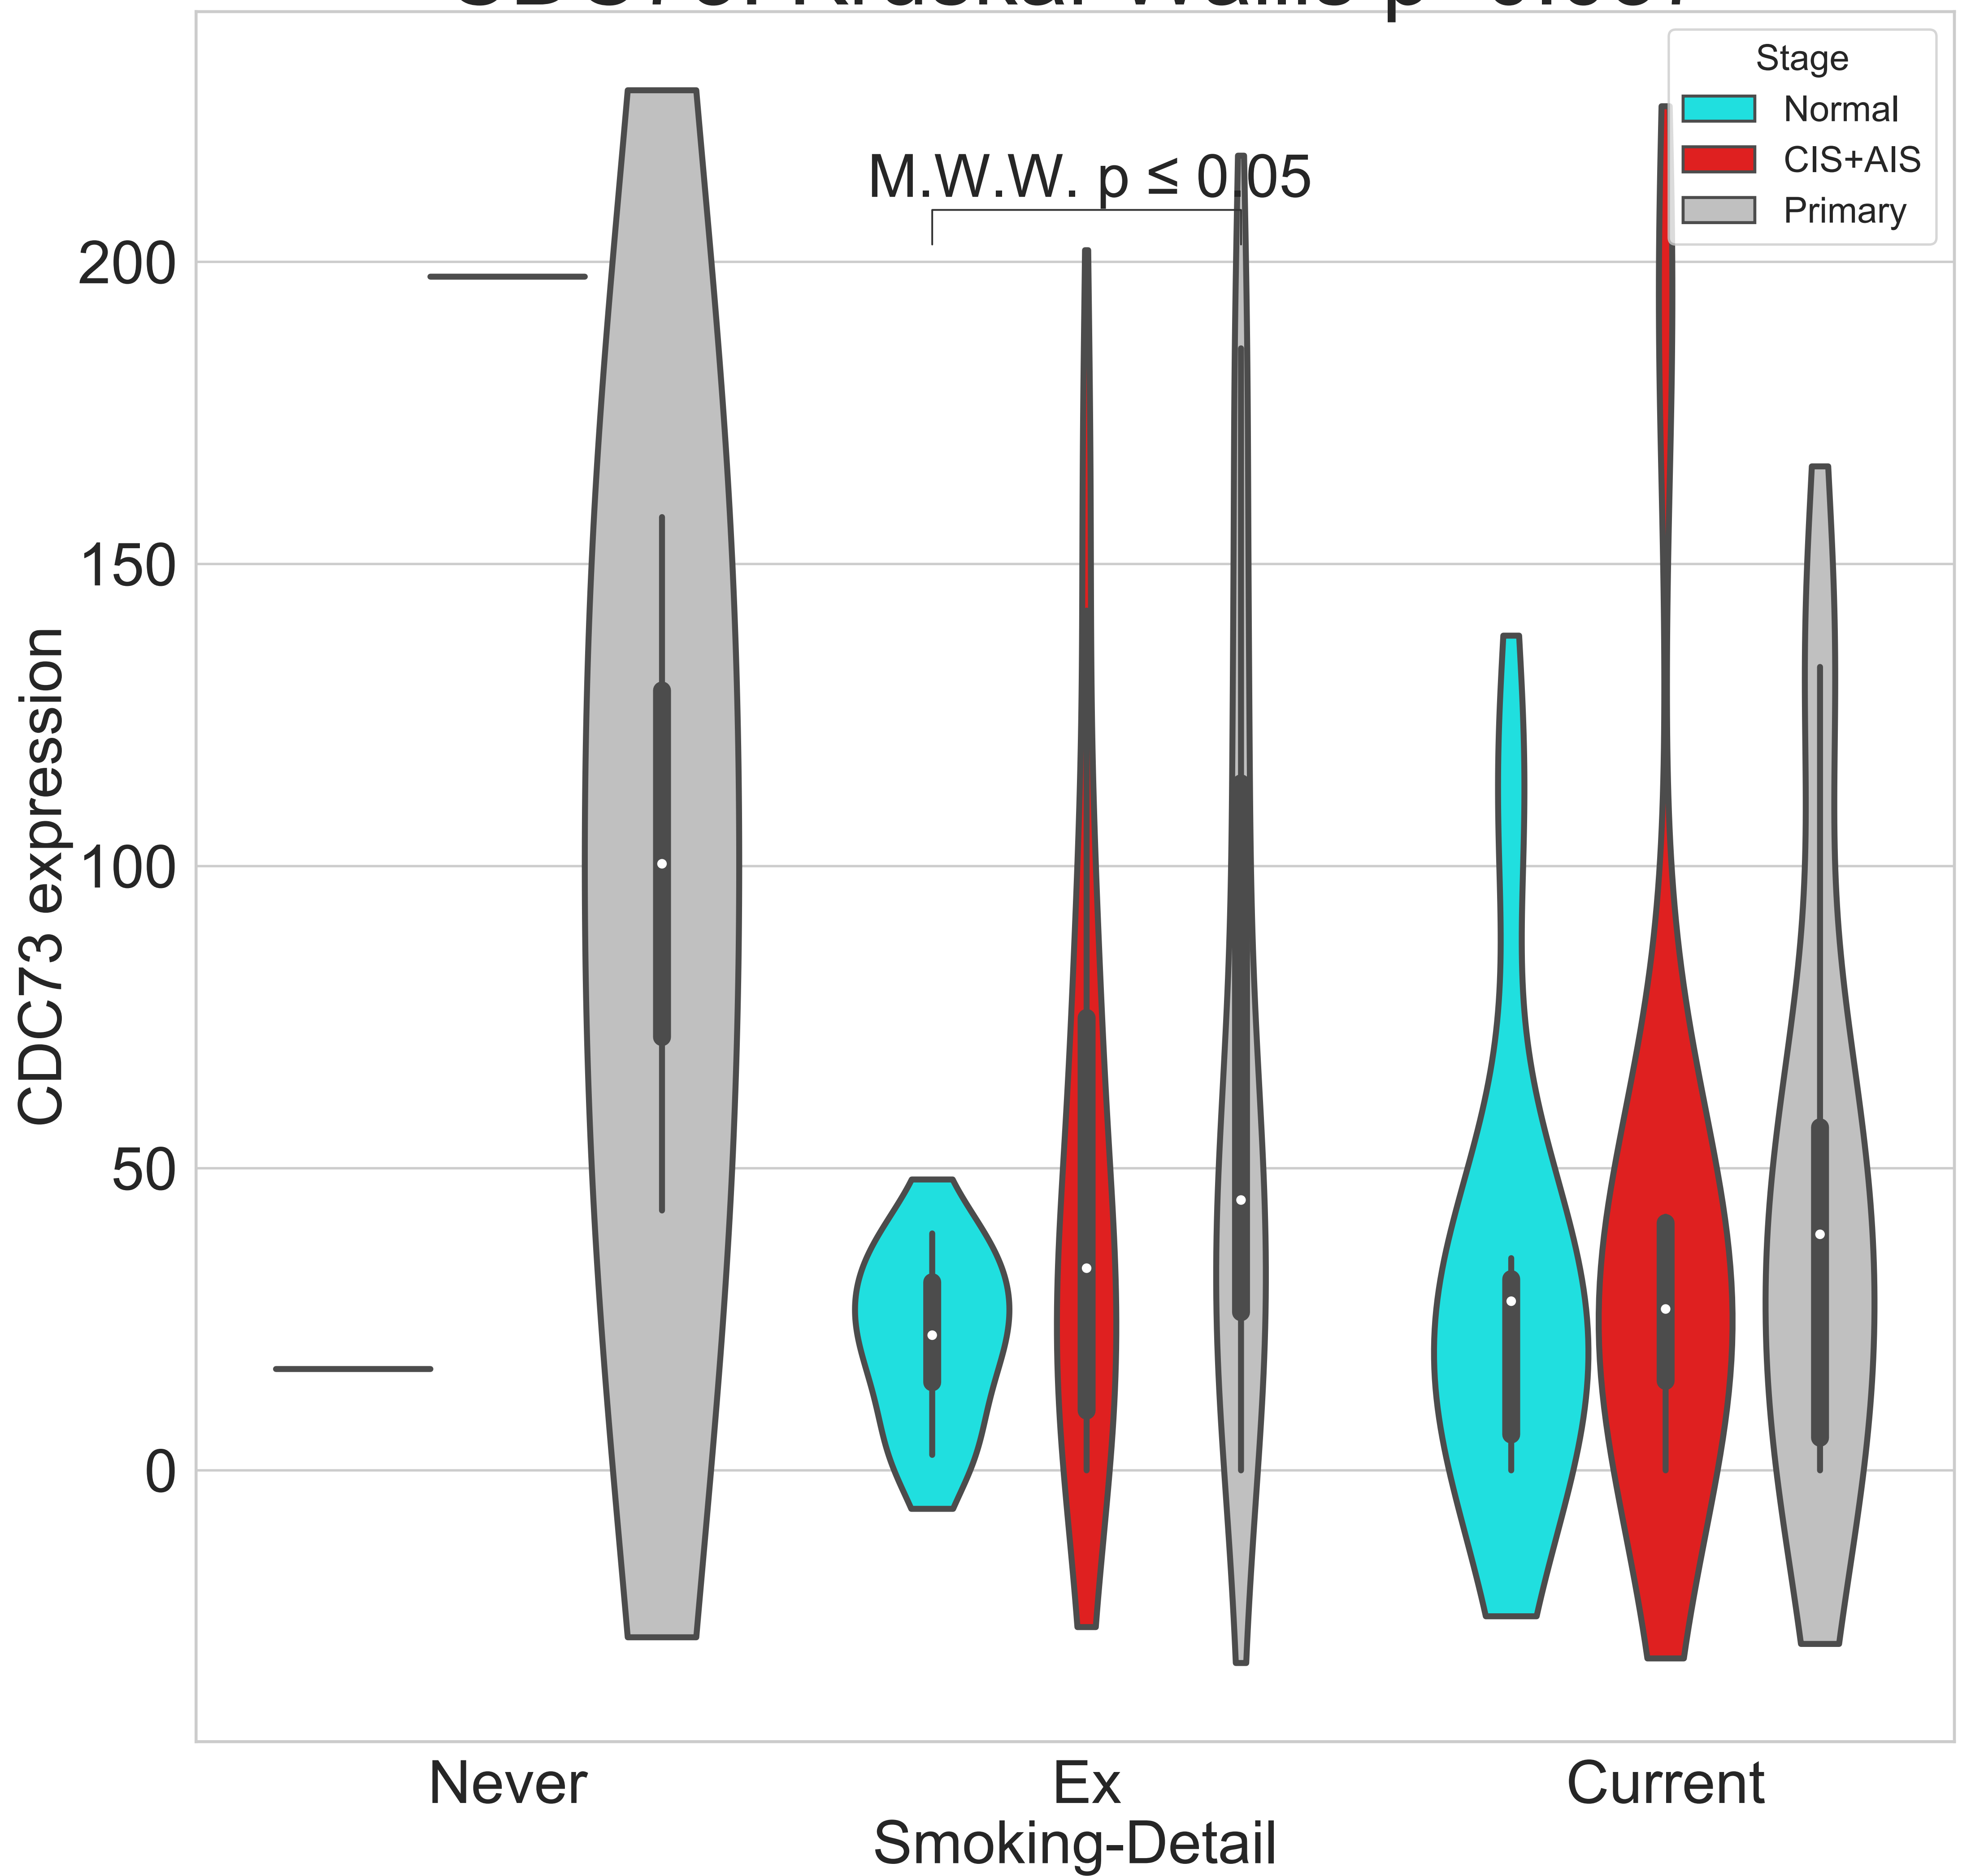 Stage
Normal
CIS+AIS
Primary
M.W.W. p ≤ 0.05
200
150
100
50
0
CDC73 expression
Never
Ex
Current
Smoking-Detail